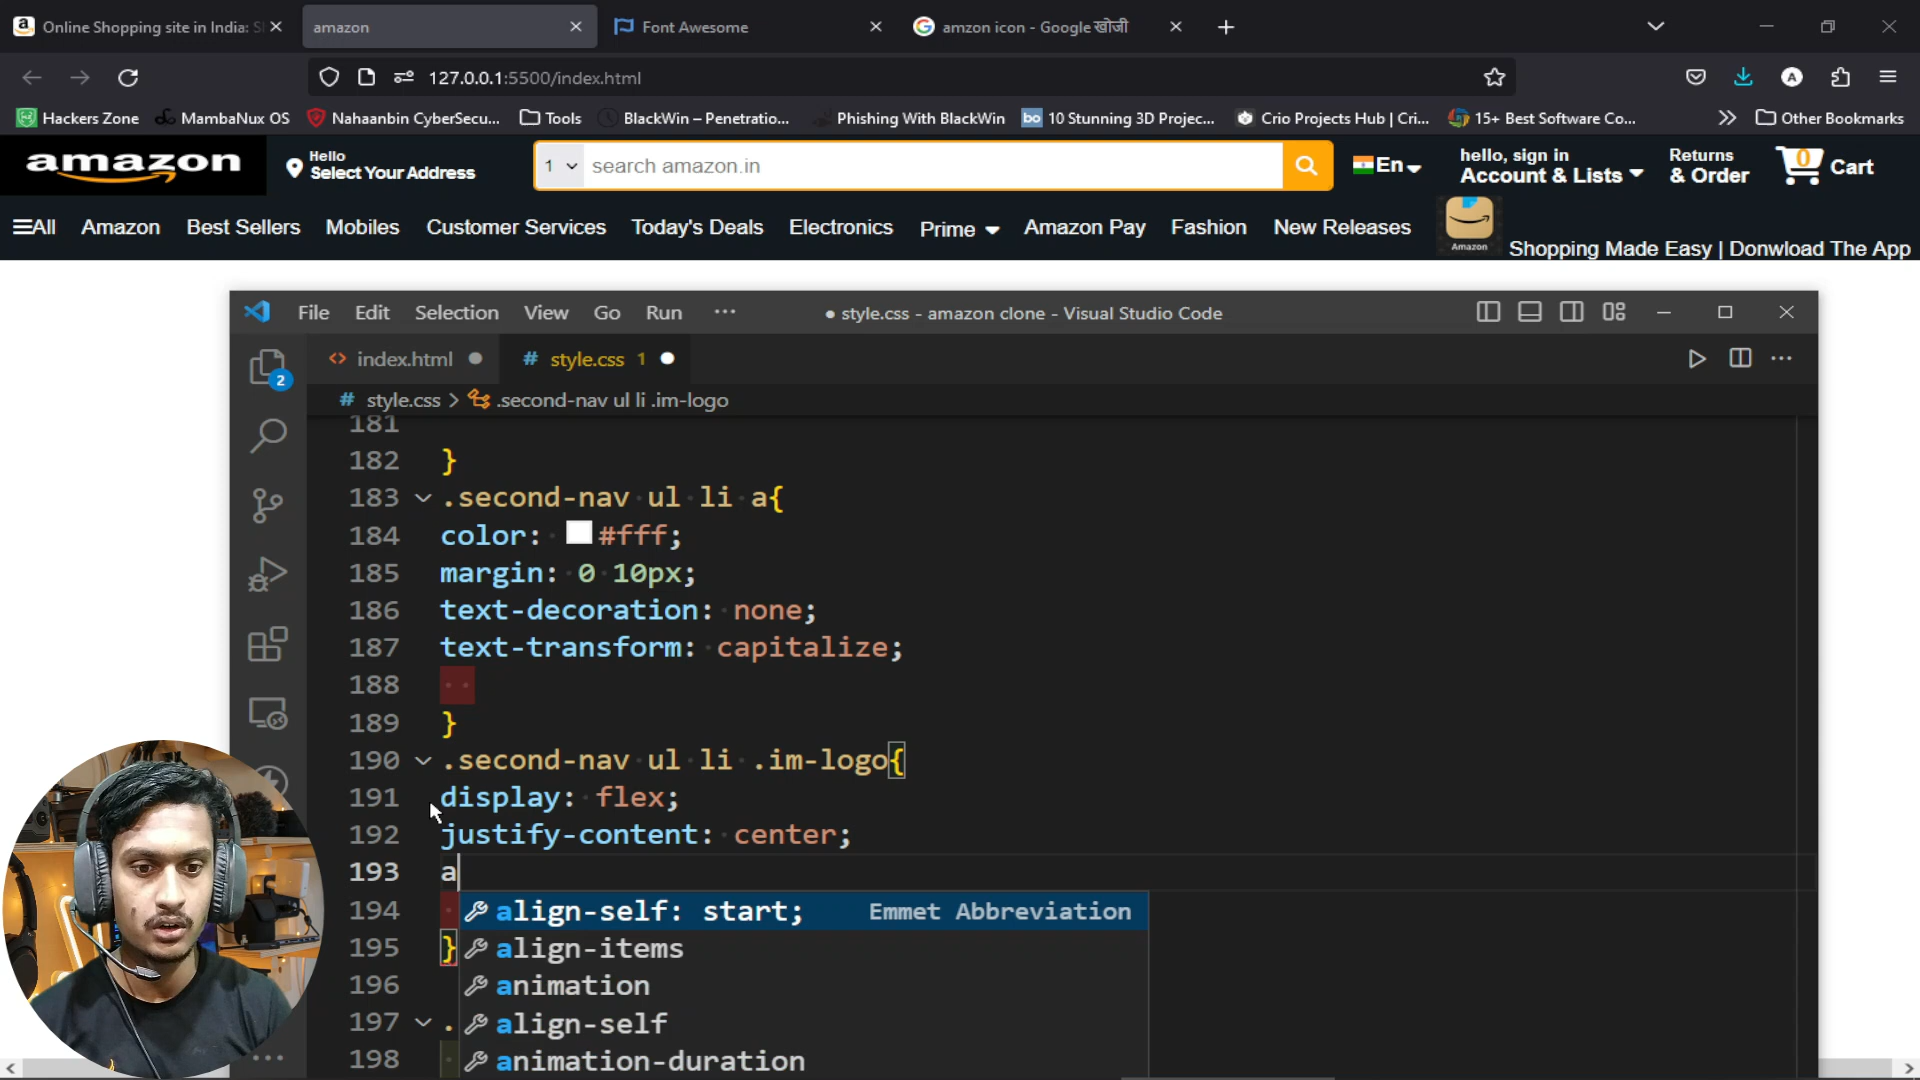 Online Shopping site in India: S
amazon
Font Awesome
amzon icon - Google खोजी
127.0.0.1:5500/index.html
Hackers Zone
MambaNux OS
Nahaanbin CyberSecu...
Tools
BlackWin – Penetratio...
Phishing With BlackWin
10 Stunning 3D Projec...
Crio Projects Hub | Cri...
15+ Best Software Co...
Other Bookmarks
amazon
Hello
Select Your Address
1
search amazon.in
En
hello, sign in
Account & Lists
Returns
& Order
0
Cart
All
Amazon
Best Sellers
Mobiles
Customer Services
Today's Deals
Electronics
Prime
Amazon Pay
Fashion
New Releases
Amazon
Shopping Made Easy | Donwload The App
File
Edit
Selection
View
Go
Run
...
● style.css - amazon clone - Visual Studio Code
2
index.html
# style.css 1
# style.css > .second-nav ul li .im-logo
181
182 }
183 .second-nav ul li a{
184 color: #fff;
185 margin: 0 10px;
186 text-decoration: none;
187 text-transform: capitalize;
188
189 }
190 .second-nav ul li .im-logo{
191 display: flex;
192 justify-content: center;
193 a
194
195 }
196
197 .
198
align-self: start; Emmet Abbreviation
align-items
animation
align-self
animation-duration